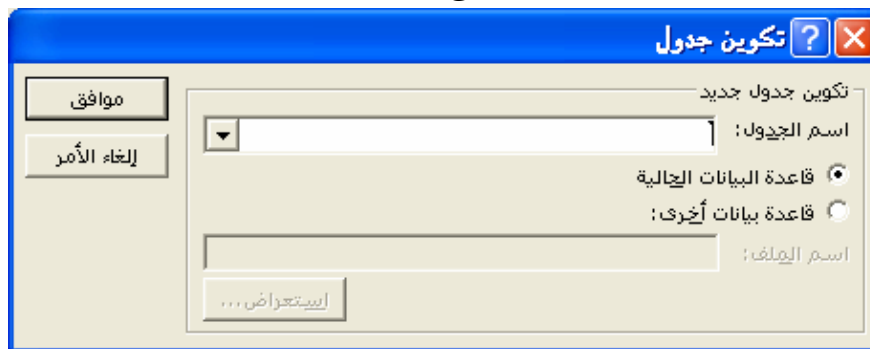 تكوين جدول
تكوين جدول جديد
اسم الجدول:
قاعدة البيانات الحالية
قاعدة بيانات أخرى:
اسم الملف:
استعراض...
موافق
إلغاء الأمر